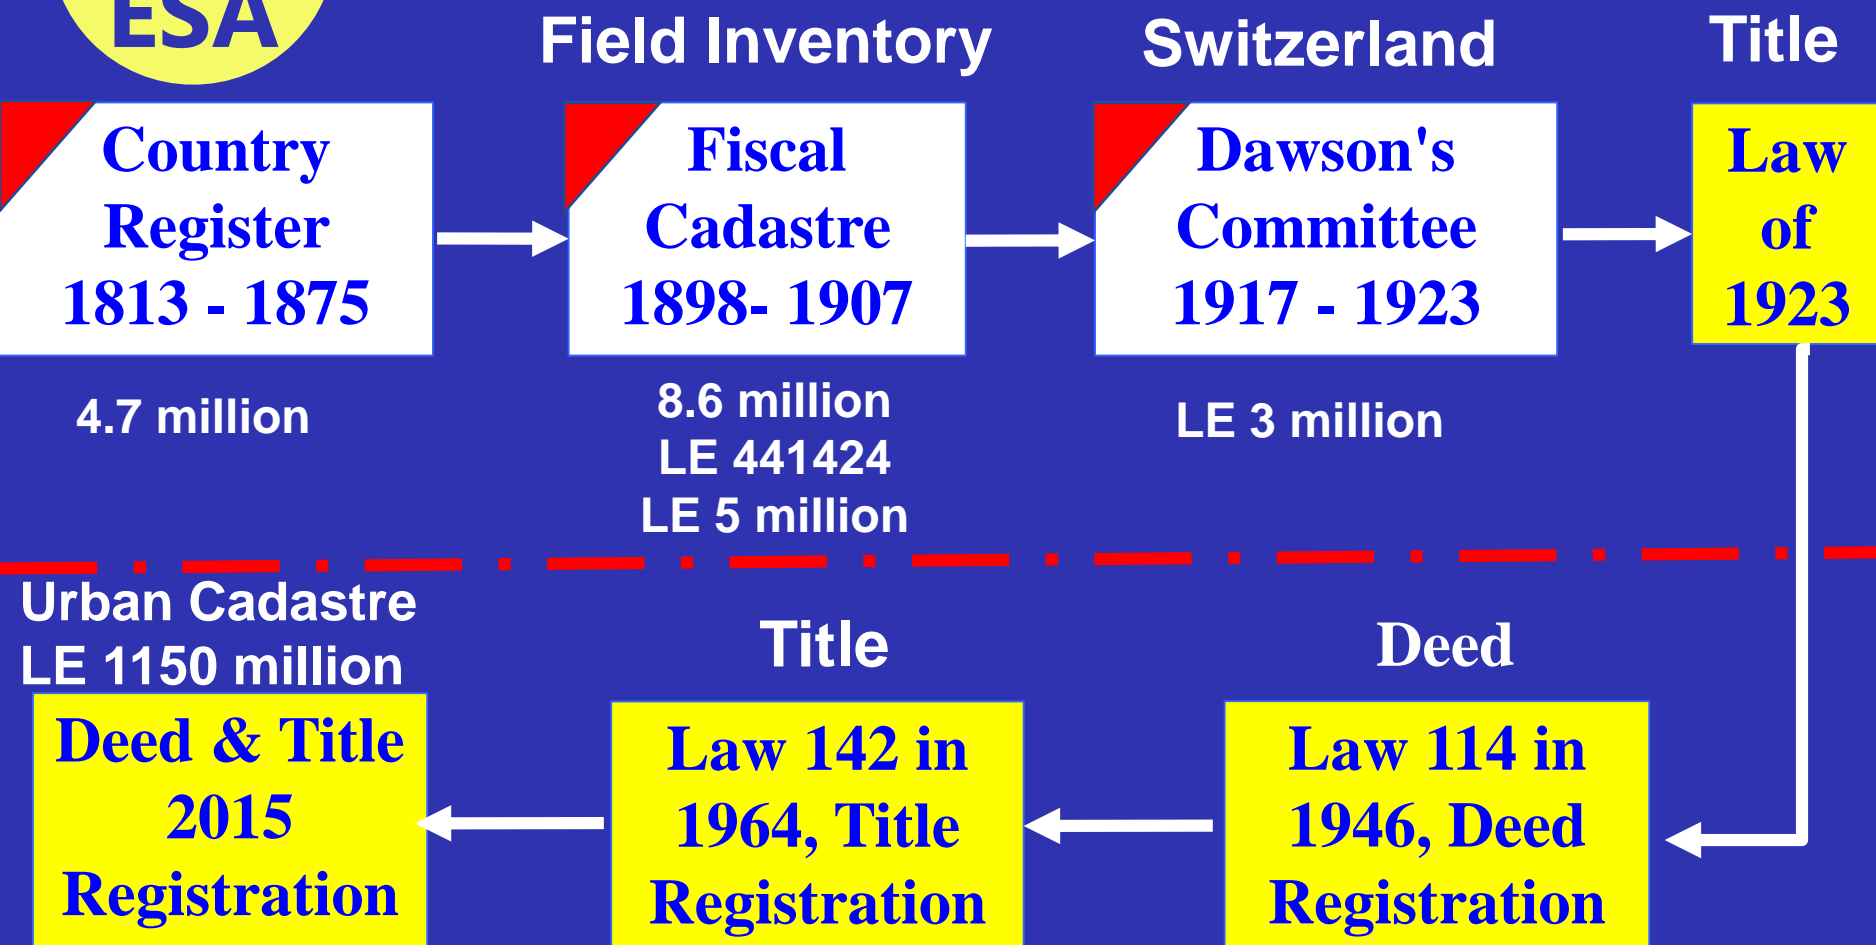 ESA
Field Inventory
Switzerland
Title
Country
Register
1813 - 1875
Fiscal
Cadastre
1898- 1907
Dawson's
Committee
1917 - 1923
Law
of
1923
4.7 million
8.6 million
LE 441424
LE 5 million
LE 3 million
Urban Cadastre
LE 1150 million
Title
Deed
Deed & Title
2015
Registration
Law 142 in
1964, Title
Registration
Law 114 in
1946, Deed
Registration